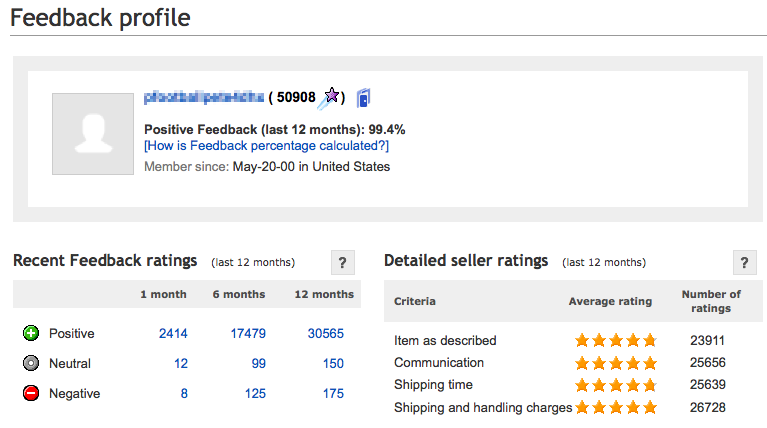 Feedback profile
( 50908 )
Positive Feedback (last 12 months): 99.4%
[How is Feedback percentage calculated?]
Member since: May-20-00 in United States
Recent Feedback ratings (last 12 months) ?
1 month 6 months 12 months
Positive 2414 17479 30565
Neutral 12 99 150
Negative 8 125 175
Detailed seller ratings (last 12 months) ?
Criteria Average rating Number of ratings
Item as described 23911
Communication 25656
Shipping time 25639
Shipping and handling charges 26728